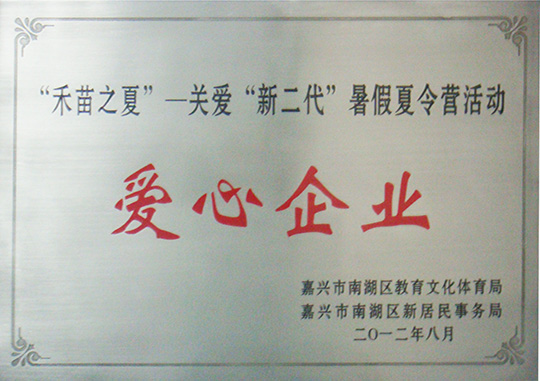 “禾苗之夏”—关爱“新二代”暑假夏令营活动
爱心企业
嘉兴市南湖区教育文化体育局
嘉兴市南湖区新居民事务局
二〇一二年八月